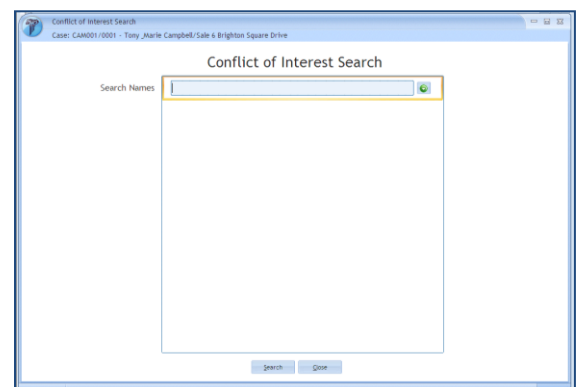 Conflict of Interest Search
Case: CAM001/0001 - Tony _Marie Campbell/Sale 6 Brighton Square Drive
Conflict of Interest Search
Search Names
Search Close